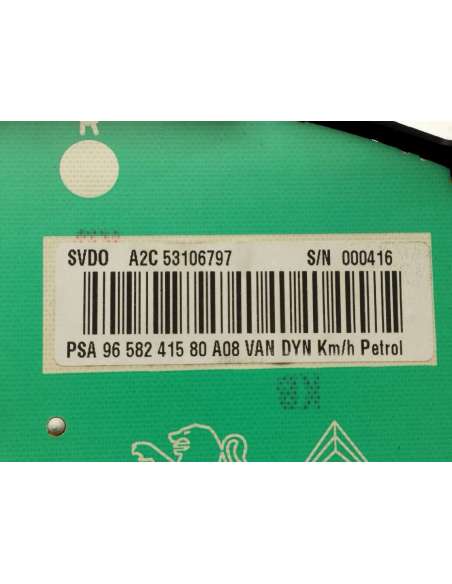 R
SVDO A2C 53106797 S/N 000416
PSA 96 582 415 80 A08 VAN DYN Km/h Petrol